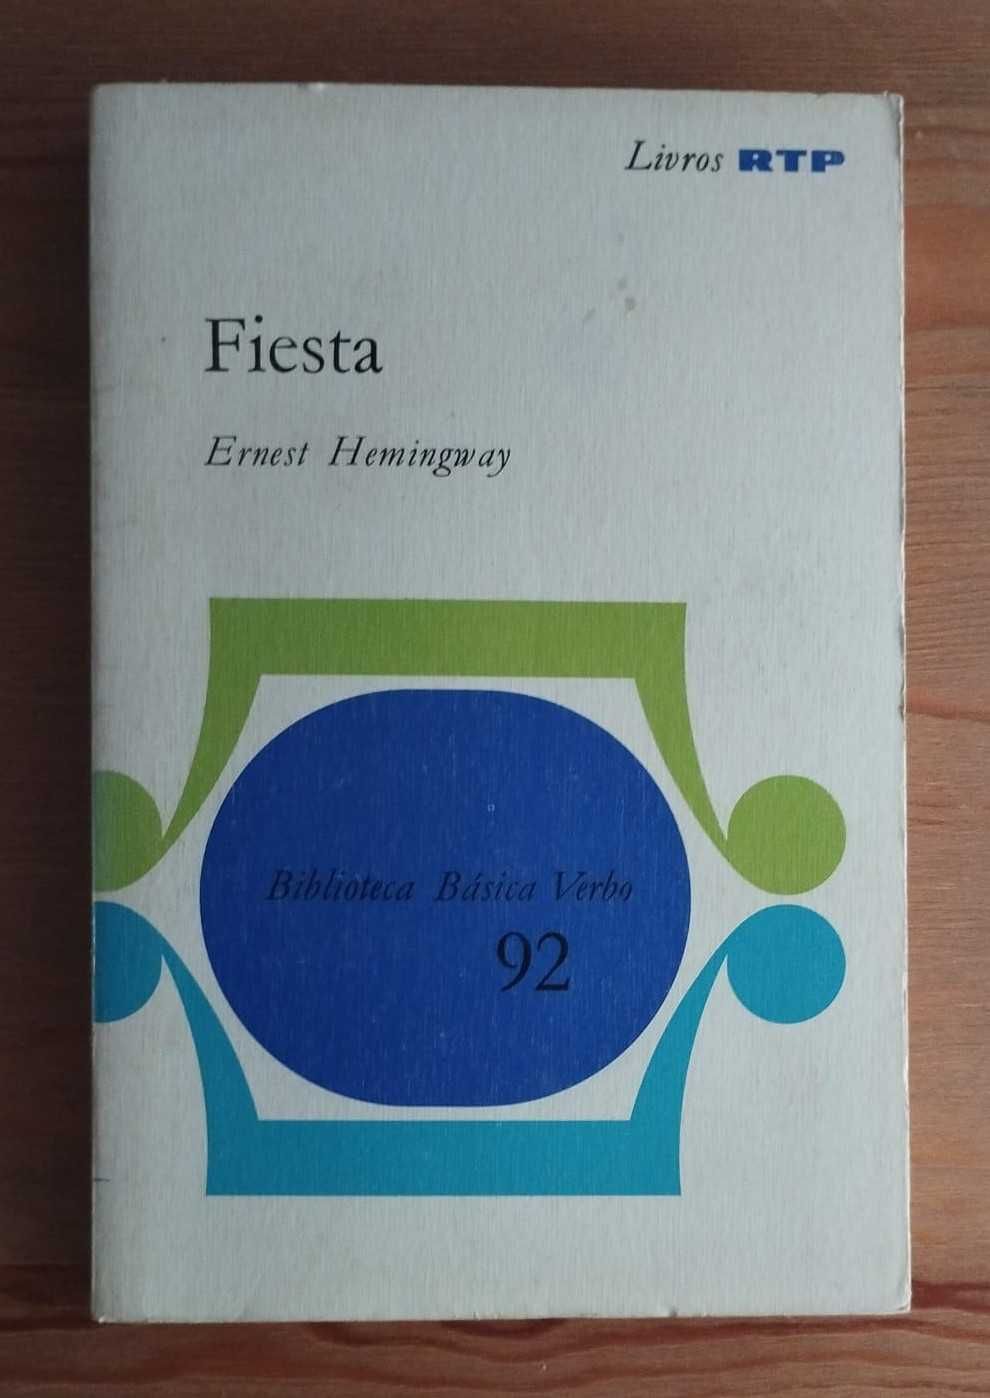 Livros RTP
Fiesta
Ernest Hemingway
Biblioteca Básica Verbo
92